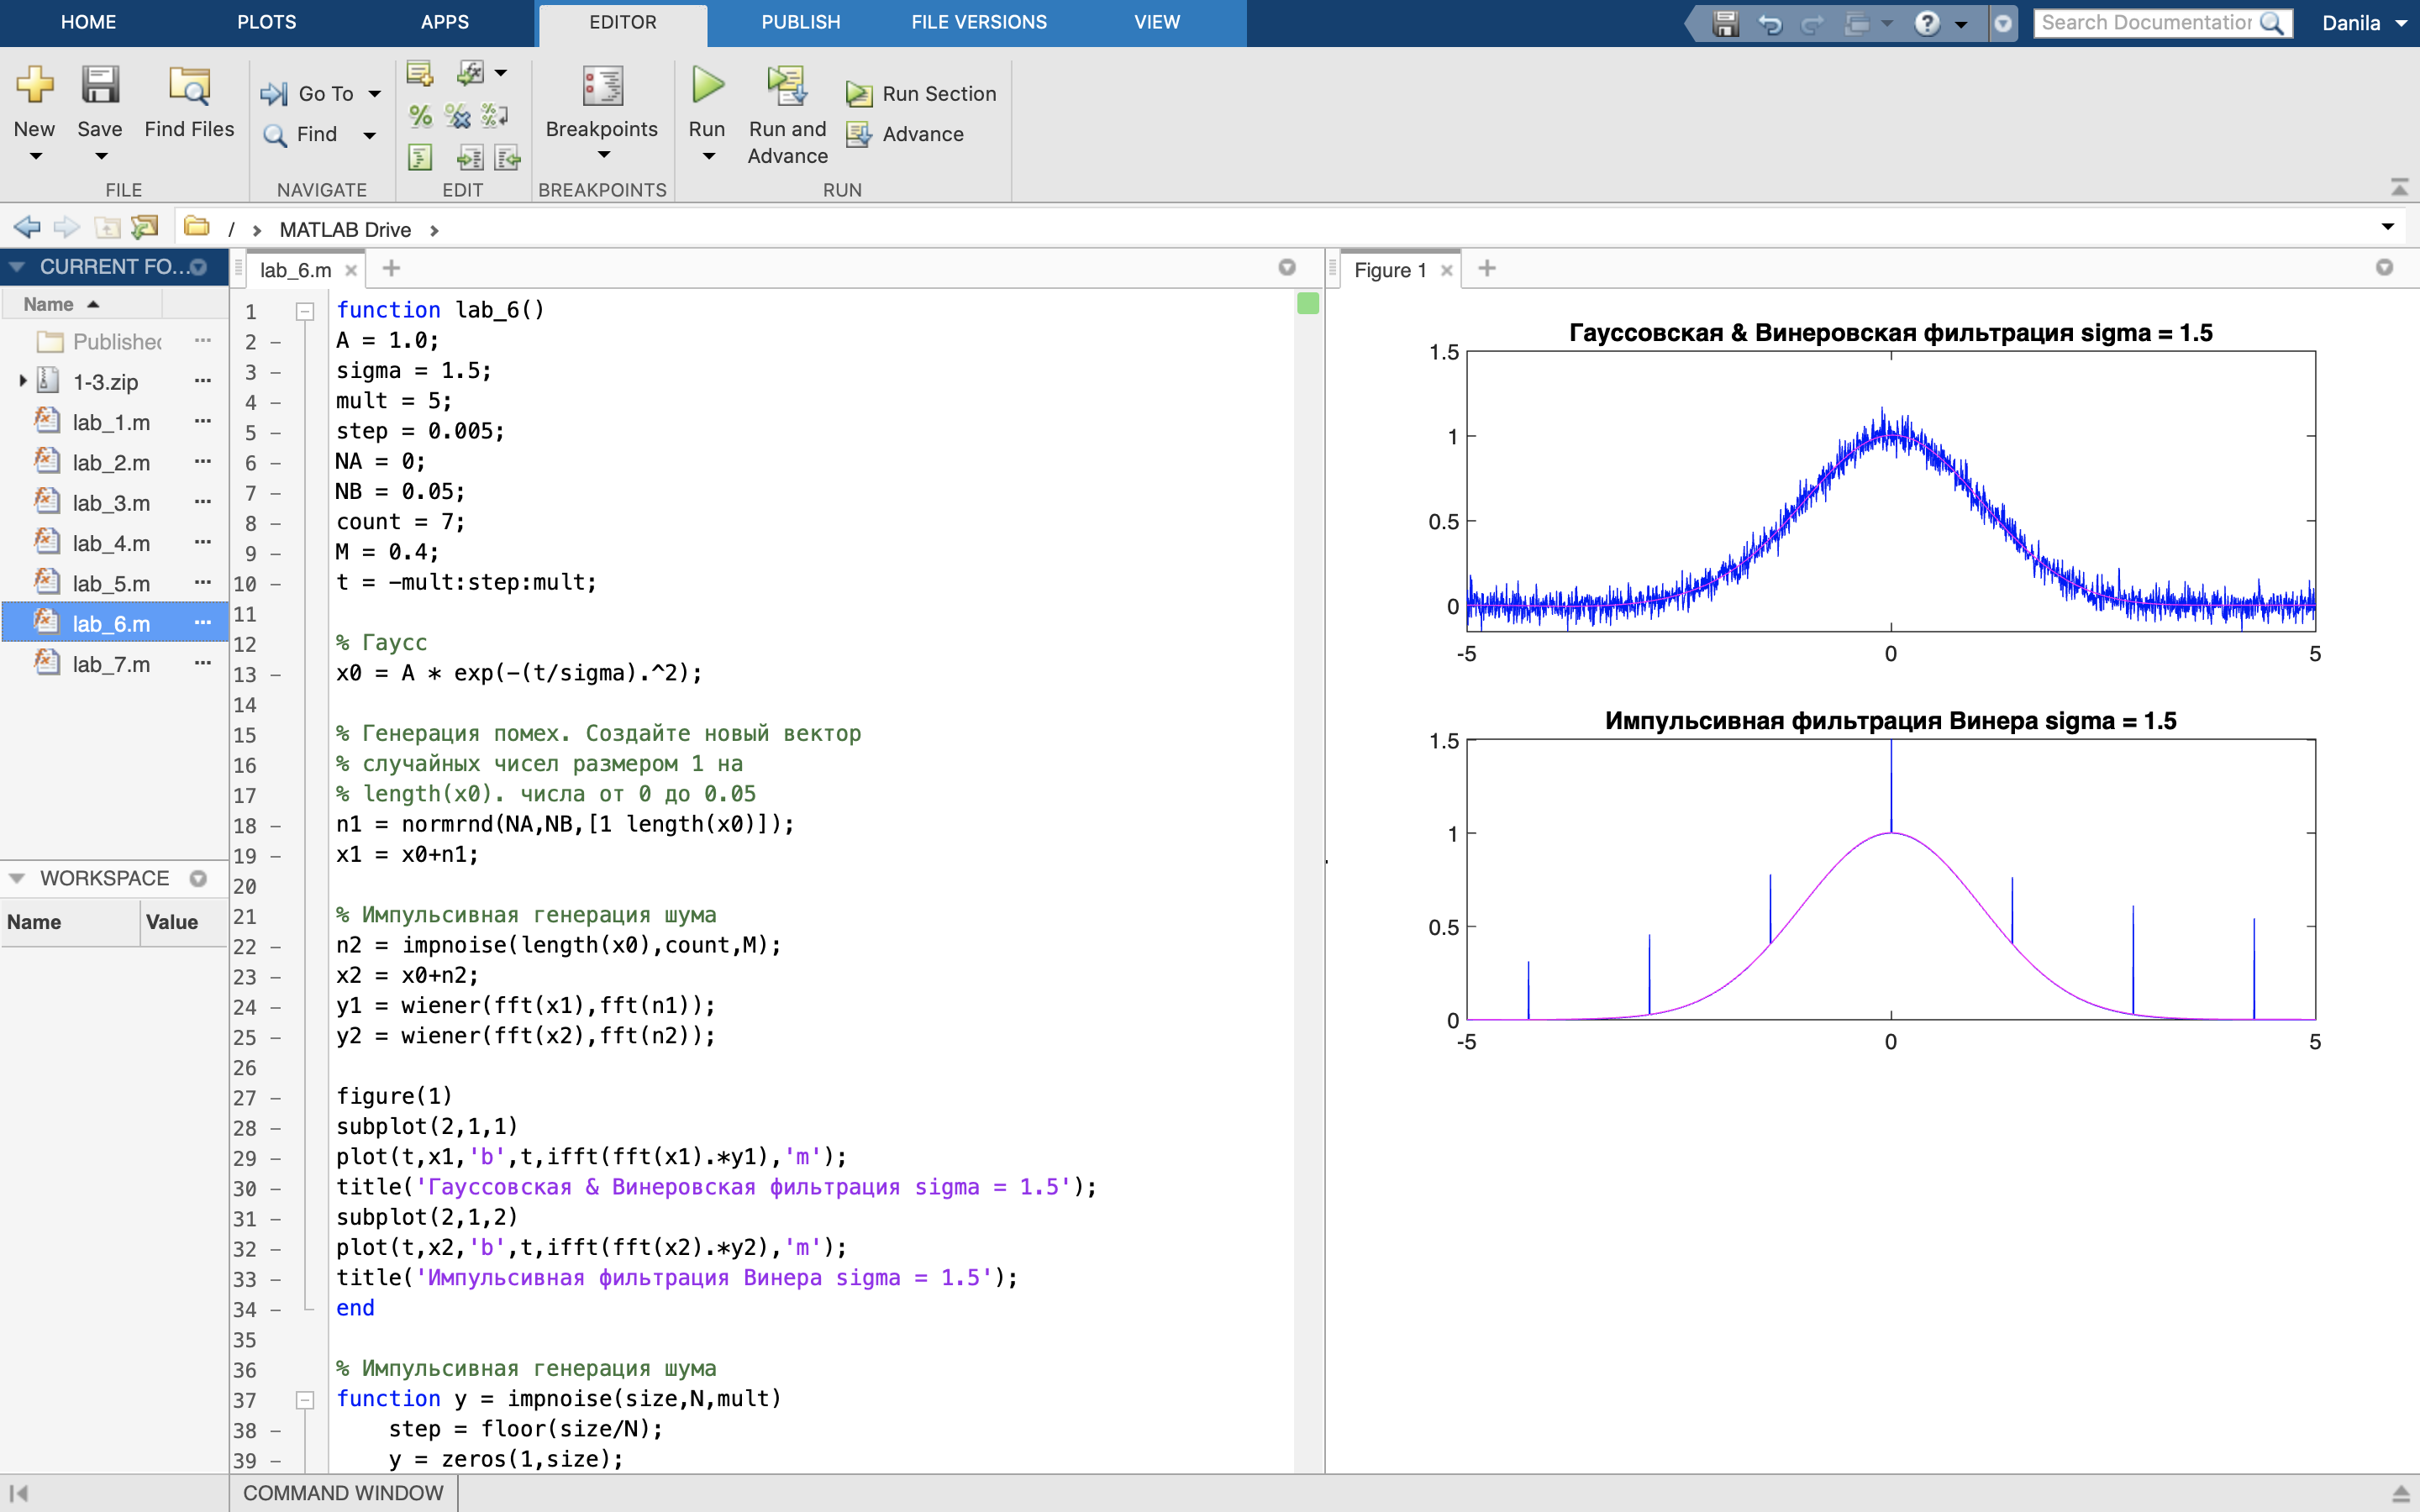 HOME PLOTS APPS EDITOR PUBLISH FILE VERSIONS VIEW Search Documentation Danila
New Save Find Files
FILE
Go To
Find
NAVIGATE
EDIT
Breakpoints
BREAKPOINTS
Run Run and Advance Run Section
Advance
RUN
/ › MATLAB Drive ›
CURRENT FO...
Name
Published
1-3.zip
lab_1.m
lab_2.m
lab_3.m
lab_4.m
lab_5.m
lab_6.m
lab_7.m
WORKSPACE
Name Value
lab_6.m
1 function lab_6()
2 – A = 1.0;
3 – sigma = 1.5;
4 – mult = 5;
5 – step = 0.005;
6 – NA = 0;
7 – NB = 0.05;
8 – count = 7;
9 – M = 0.4;
10 – t = -mult:step:mult;
11
12 % Гаусс
13 – x0 = A * exp(-(t/sigma).^2);
14
15 % Генерация помех. Создайте новый вектор
16 % случайных чисел размером 1 на
17 % length(x0). числа от 0 до 0.05
18 – n1 = normrnd(NA,NB,[1 length(x0)]);
19 – x1 = x0+n1;
20
21 % Импульсивная генерация шума
22 – n2 = impnoise(length(x0),count,M);
23 – x2 = x0+n2;
24 – y1 = wiener(fft(x1),fft(n1));
25 – y2 = wiener(fft(x2),fft(n2));
26
27 – figure(1)
28 – subplot(2,1,1)
29 – plot(t,x1,'b',t,ifft(fft(x1).*y1),'m');
30 – title('Гауссовская & Винеровская фильтрация sigma = 1.5');
31 – subplot(2,1,2)
32 – plot(t,x2,'b',t,ifft(fft(x2).*y2),'m');
33 – title('Импульсивная фильтрация Винера sigma = 1.5');
34 – end
35
36 % Импульсивная генерация шума
37 function y = impnoise(size,N,mult)
38 – step = floor(size/N);
39 – y = zeros(1,size);
Figure 1
Гауссовская & Винеровская фильтрация sigma = 1.5
1.5
1
0.5
0
-5 0 5
Импульсивная фильтрация Винера sigma = 1.5
1.5
1
0.5
0
-5 0 5
COMMAND WINDOW